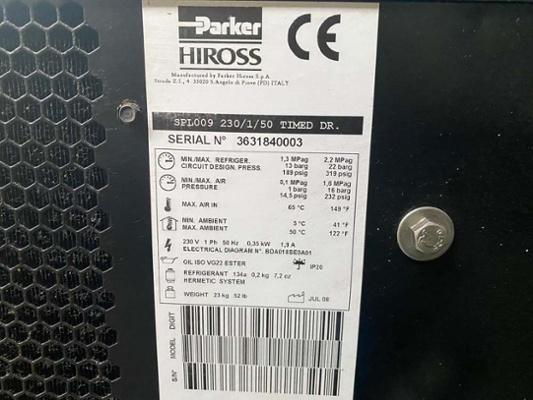 Parker
HIROSS
CE
Manufactured by Parker Hiross S.p.A.
Strada Z.I., 4. 35020 S.Angelo di Piove (PD) ITALY
SPL009 230/1/50 TIMED DR.
SERIAL N° 3631840003
MIN./MAX. REFRIGER. 1,3 MPag 2,2 MPag
CIRCUIT DESIGN. PRESS. 13 barg 22 barg
189 psig 319 psig
MIN./MAX. AIR 0,1 MPag 1,6 MPag
PRESSURE 1 barg 16 barg
14,5 psig 232 psig
MAX. AIR IN 65 °C 149 °F
MIN. AMBIENT 5 °C 41 °F
MAX. AMBIENT 50 °C 122 °F
230 V 1 Ph 50 Hz 0,35 kW 1,9 A
ELECTRICAL DIAGRAM N°.
OIL ISO VG22 ESTER IP20
REFRIGERANT 134a 0,2 kg 7,2 oz
HERMETIC SYSTEM
WEIGHT 23 kg 52 lb JUL 08
DIGIT
MODEL
S/N°